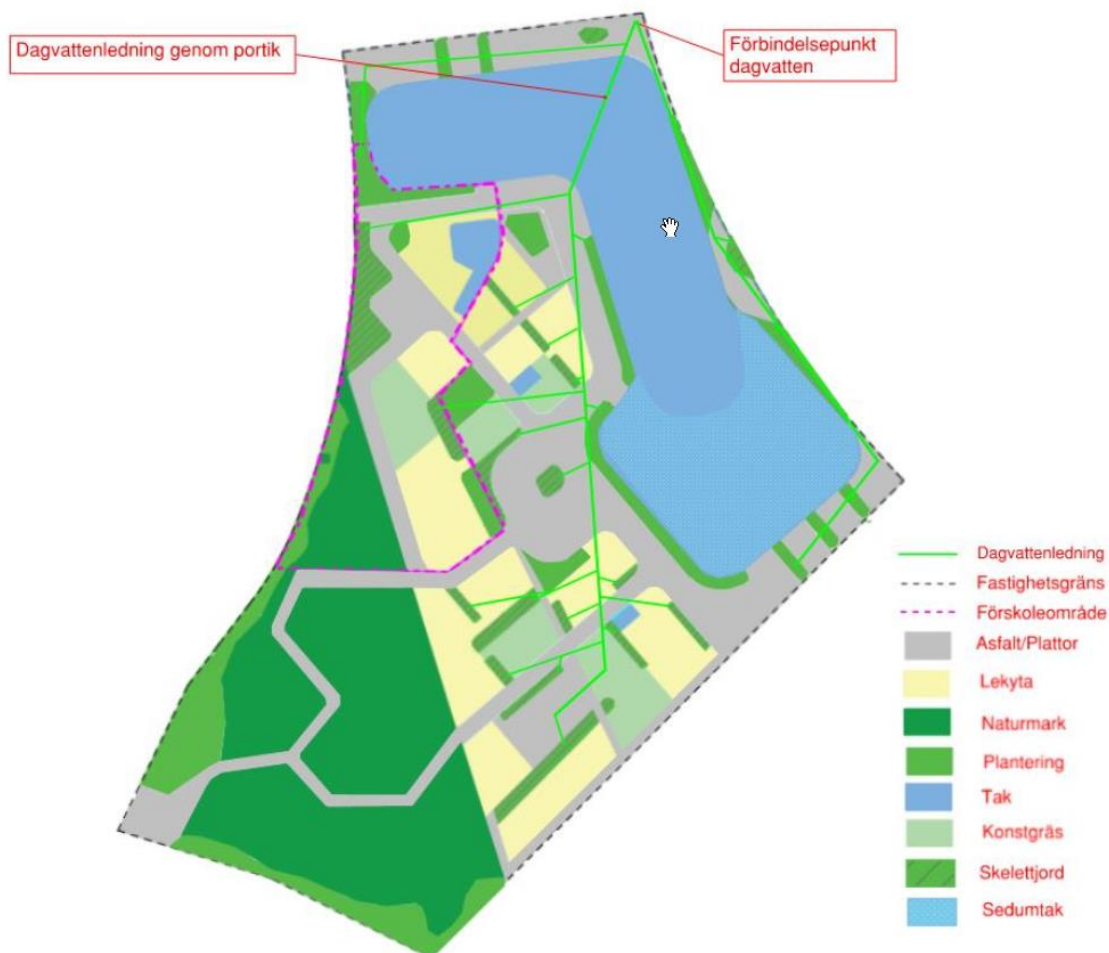 Dagvattenledning genom portik
Förbindelsepunkt
dagvatten
Dagvattenledning
Fastighetsgräns
Förskoleområde
Asfalt/Plattor
Lekyta
Naturmark
Plantering
Tak
Konstgräs
Skelettjord
Sedumtak